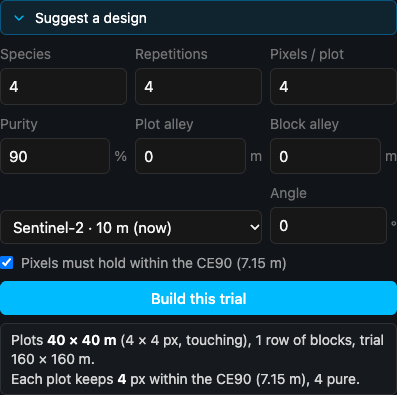 Suggest a design
Species Repetitions Pixels / plot
4 4 4
Purity Plot alley Block alley
90 % 0 m 0 m
Angle
Sentinel-2 · 10 m (now) 0 °
Pixels must hold within the CE90 (7.15 m)
Build this trial
Plots 40 × 40 m (4 × 4 px, touching), 1 row of blocks, trial
160 × 160 m.
Each plot keeps 4 px within the CE90 (7.15 m), 4 pure.